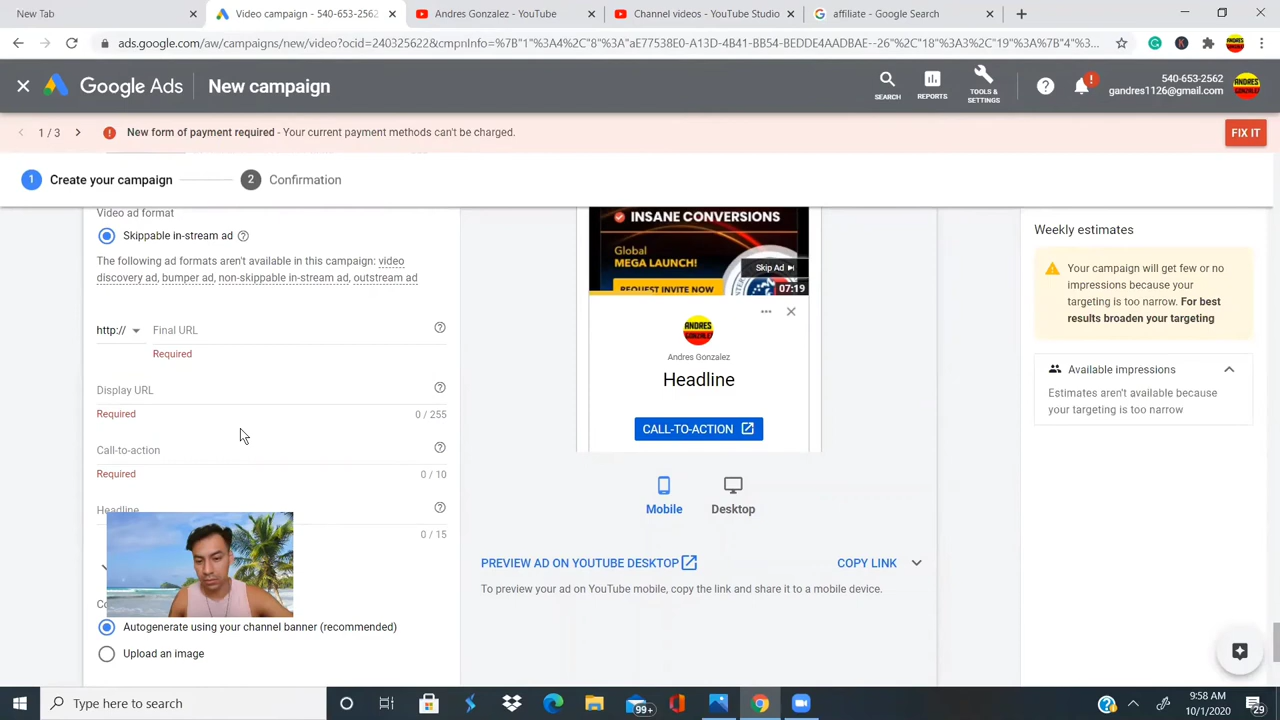 New Tab
Video campaign - 540-653-2562
Andres Gonzalez - YouTube
Channel videos - YouTube Studio
affiliate - Google Search
ads.google.com/aw/campaigns/new/video?ocid=240325622&cmpnInfo=%7B"1"%3A4%2C"8"%3A"aE77538E0-A13D-4B41-BB54-BEDDE4AADBAE--26"%2C"18"%3A3%2C"19"%3A%7B"4"%3...
Google Ads
New campaign
SEARCH
REPORTS
TOOLS & SETTINGS
540-653-2562
gandres1126@gmail.com
ANDRES GONZALEZ
1 / 3
New form of payment required - Your current payment methods can't be charged.
FIX IT
1 Create your campaign
2 Confirmation
Video ad format
Skippable in-stream ad
The following ad formats aren't available in this campaign: video
discovery ad, bumper ad, non-skippable in-stream ad, outstream ad
http://
Final URL
Required
Display URL
Required
0 / 255
Call-to-action
Required
0 / 10
Headline
0 / 15
Autogenerate using your channel banner (recommended)
Upload an image
INSANE CONVERSIONS
Global
MEGA LAUNCH!
Skip Ad
REQUEST INVITE NOW
07:19
ANDRES GONZALEZ
Andres Gonzalez
Headline
CALL-TO-ACTION
Mobile
Desktop
PREVIEW AD ON YOUTUBE DESKTOP
COPY LINK
To preview your ad on YouTube mobile, copy the link and share it to a mobile device.
Weekly estimates
Your campaign will get few or no
impressions because your
targeting is too narrow. For best
results broaden your targeting
Available impressions
Estimates aren't available because
your targeting is too narrow
Type here to search
99+
9:58 AM
10/1/2020
29